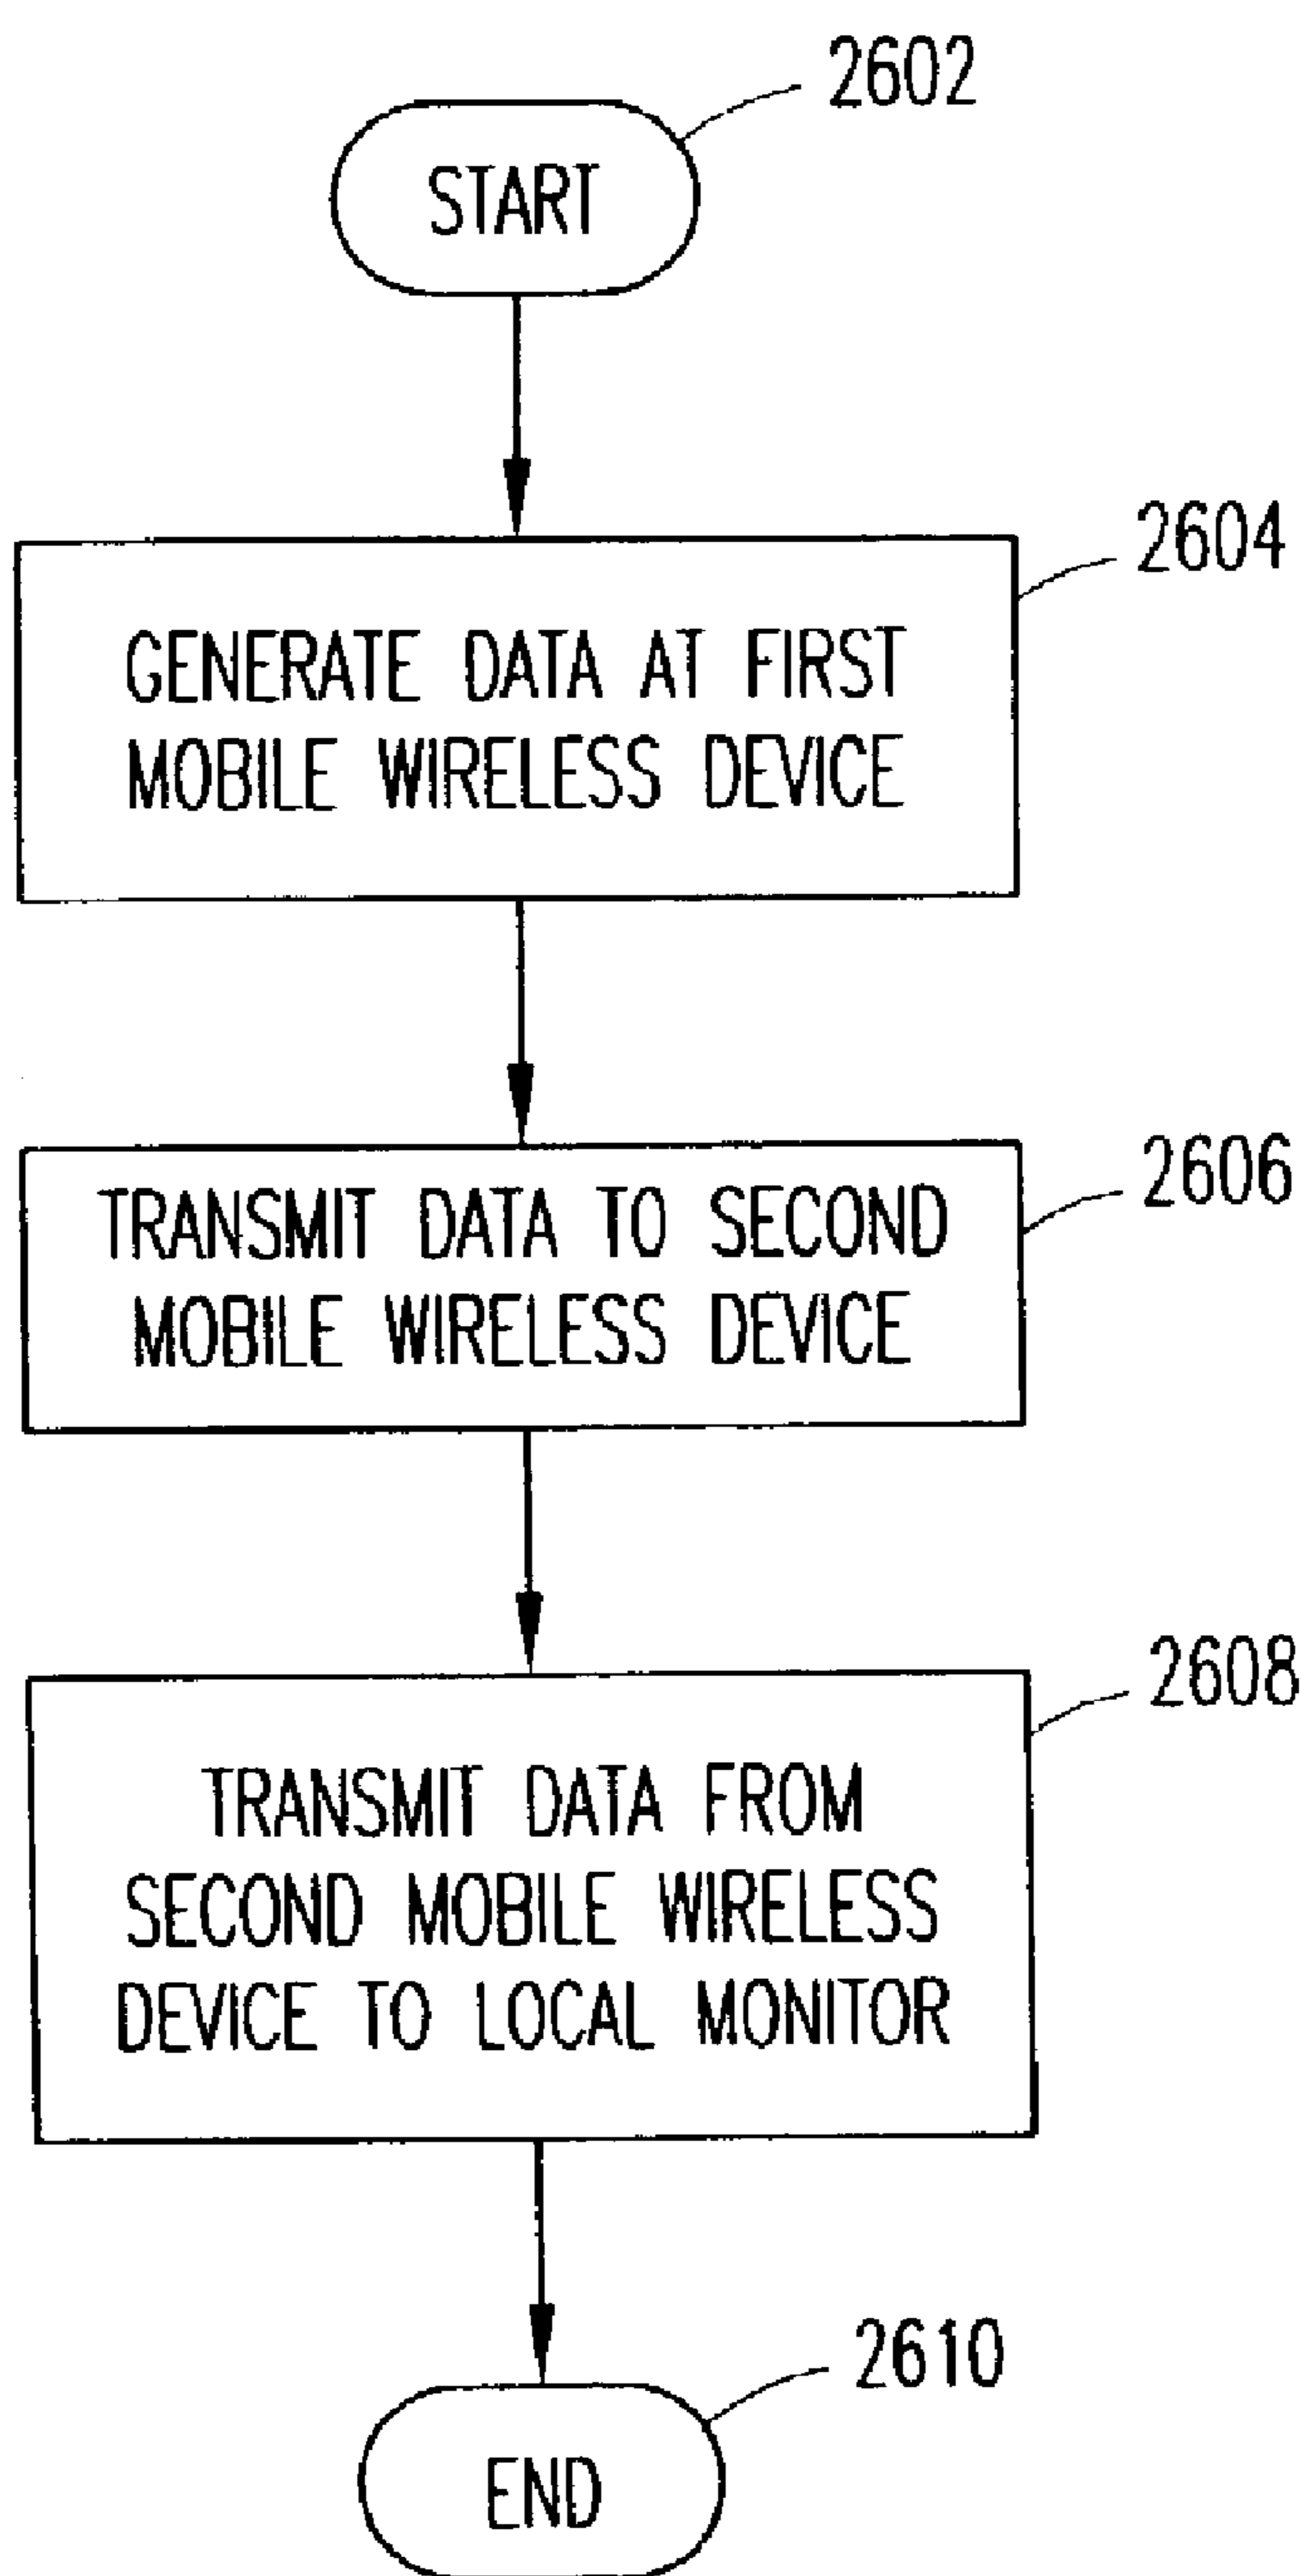 2602
START
2604
GENERATE DATA AT FIRST
MOBILE WIRELESS DEVICE
2606
TRANSMIT DATA TO SECOND
MOBILE WIRELESS DEVICE
2608
TRANSMIT DATA FROM
SECOND MOBILE WIRELESS
DEVICE TO LOCAL MONITOR
2610
END